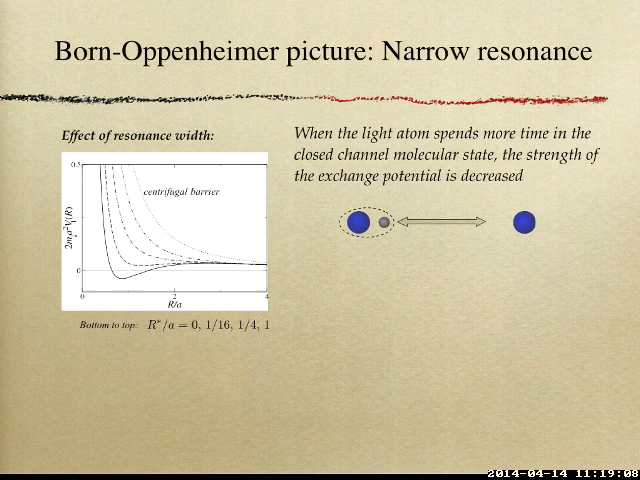 Born-Oppenheimer picture: Narrow resonance
Effect of resonance width:
When the light atom spends more time in the
closed channel molecular state, the strength of
the exchange potential is decreased
0.5
centrifugal barrier
0
0 2 4
R/a
Bottom to top: R*/a = 0, 1/16, 1/4, 1
2014-04-14 11:19:08